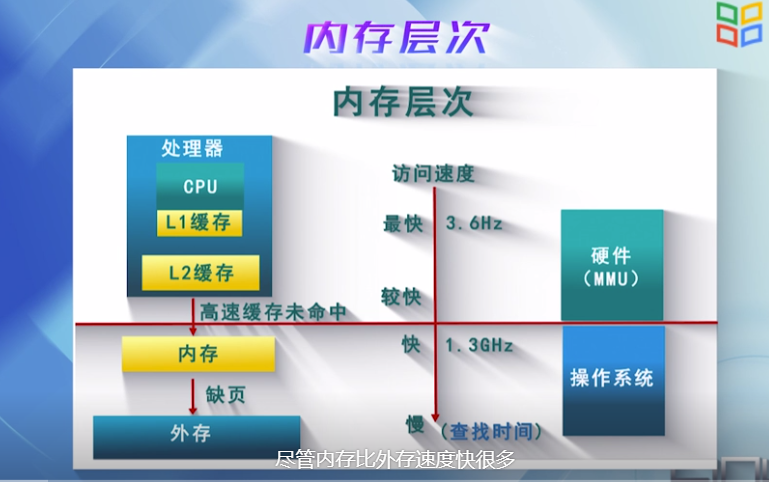 内存层次
内存层次
处理器
CPU
L1缓存
L2缓存
高速缓存未命中
内存
缺页
外存
访问速度
最快 3.6Hz
较快
快 1.3GHz
慢 (查找时间)
硬件
(MMU)
操作系统
尽管内存比外存速度快很多